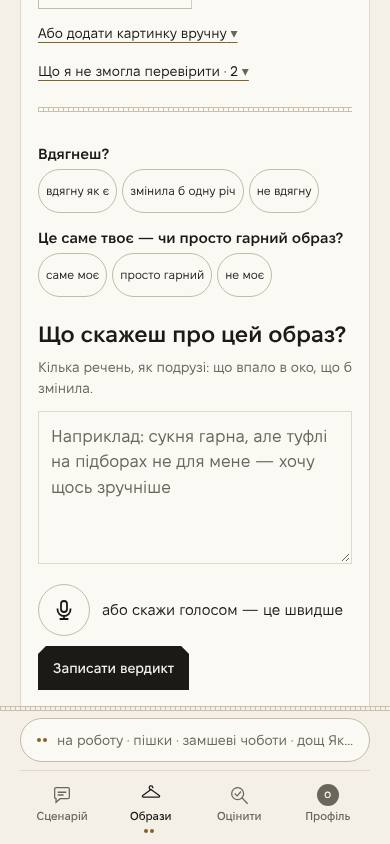 Або додати картинку вручну ▾
Що я не змогла перевірити · 2 ▾
Вдягнеш?
вдягну як є змінила б одну річ не вдягну
Це саме твоє — чи просто гарний образ?
саме моє просто гарний не моє
Що скажеш про цей образ?
Кілька речень, як подрузі: що впало в око, що б
змінила.
Наприклад: сукня гарна, але туфлі
на підборах не для мене — хочу
щось зручніше
або скажи голосом — це швидше
Записати вердикт
на роботу · пішки · замшеві чоботи · дощ Як...
Сценарій Образи Оцінити О Профіль